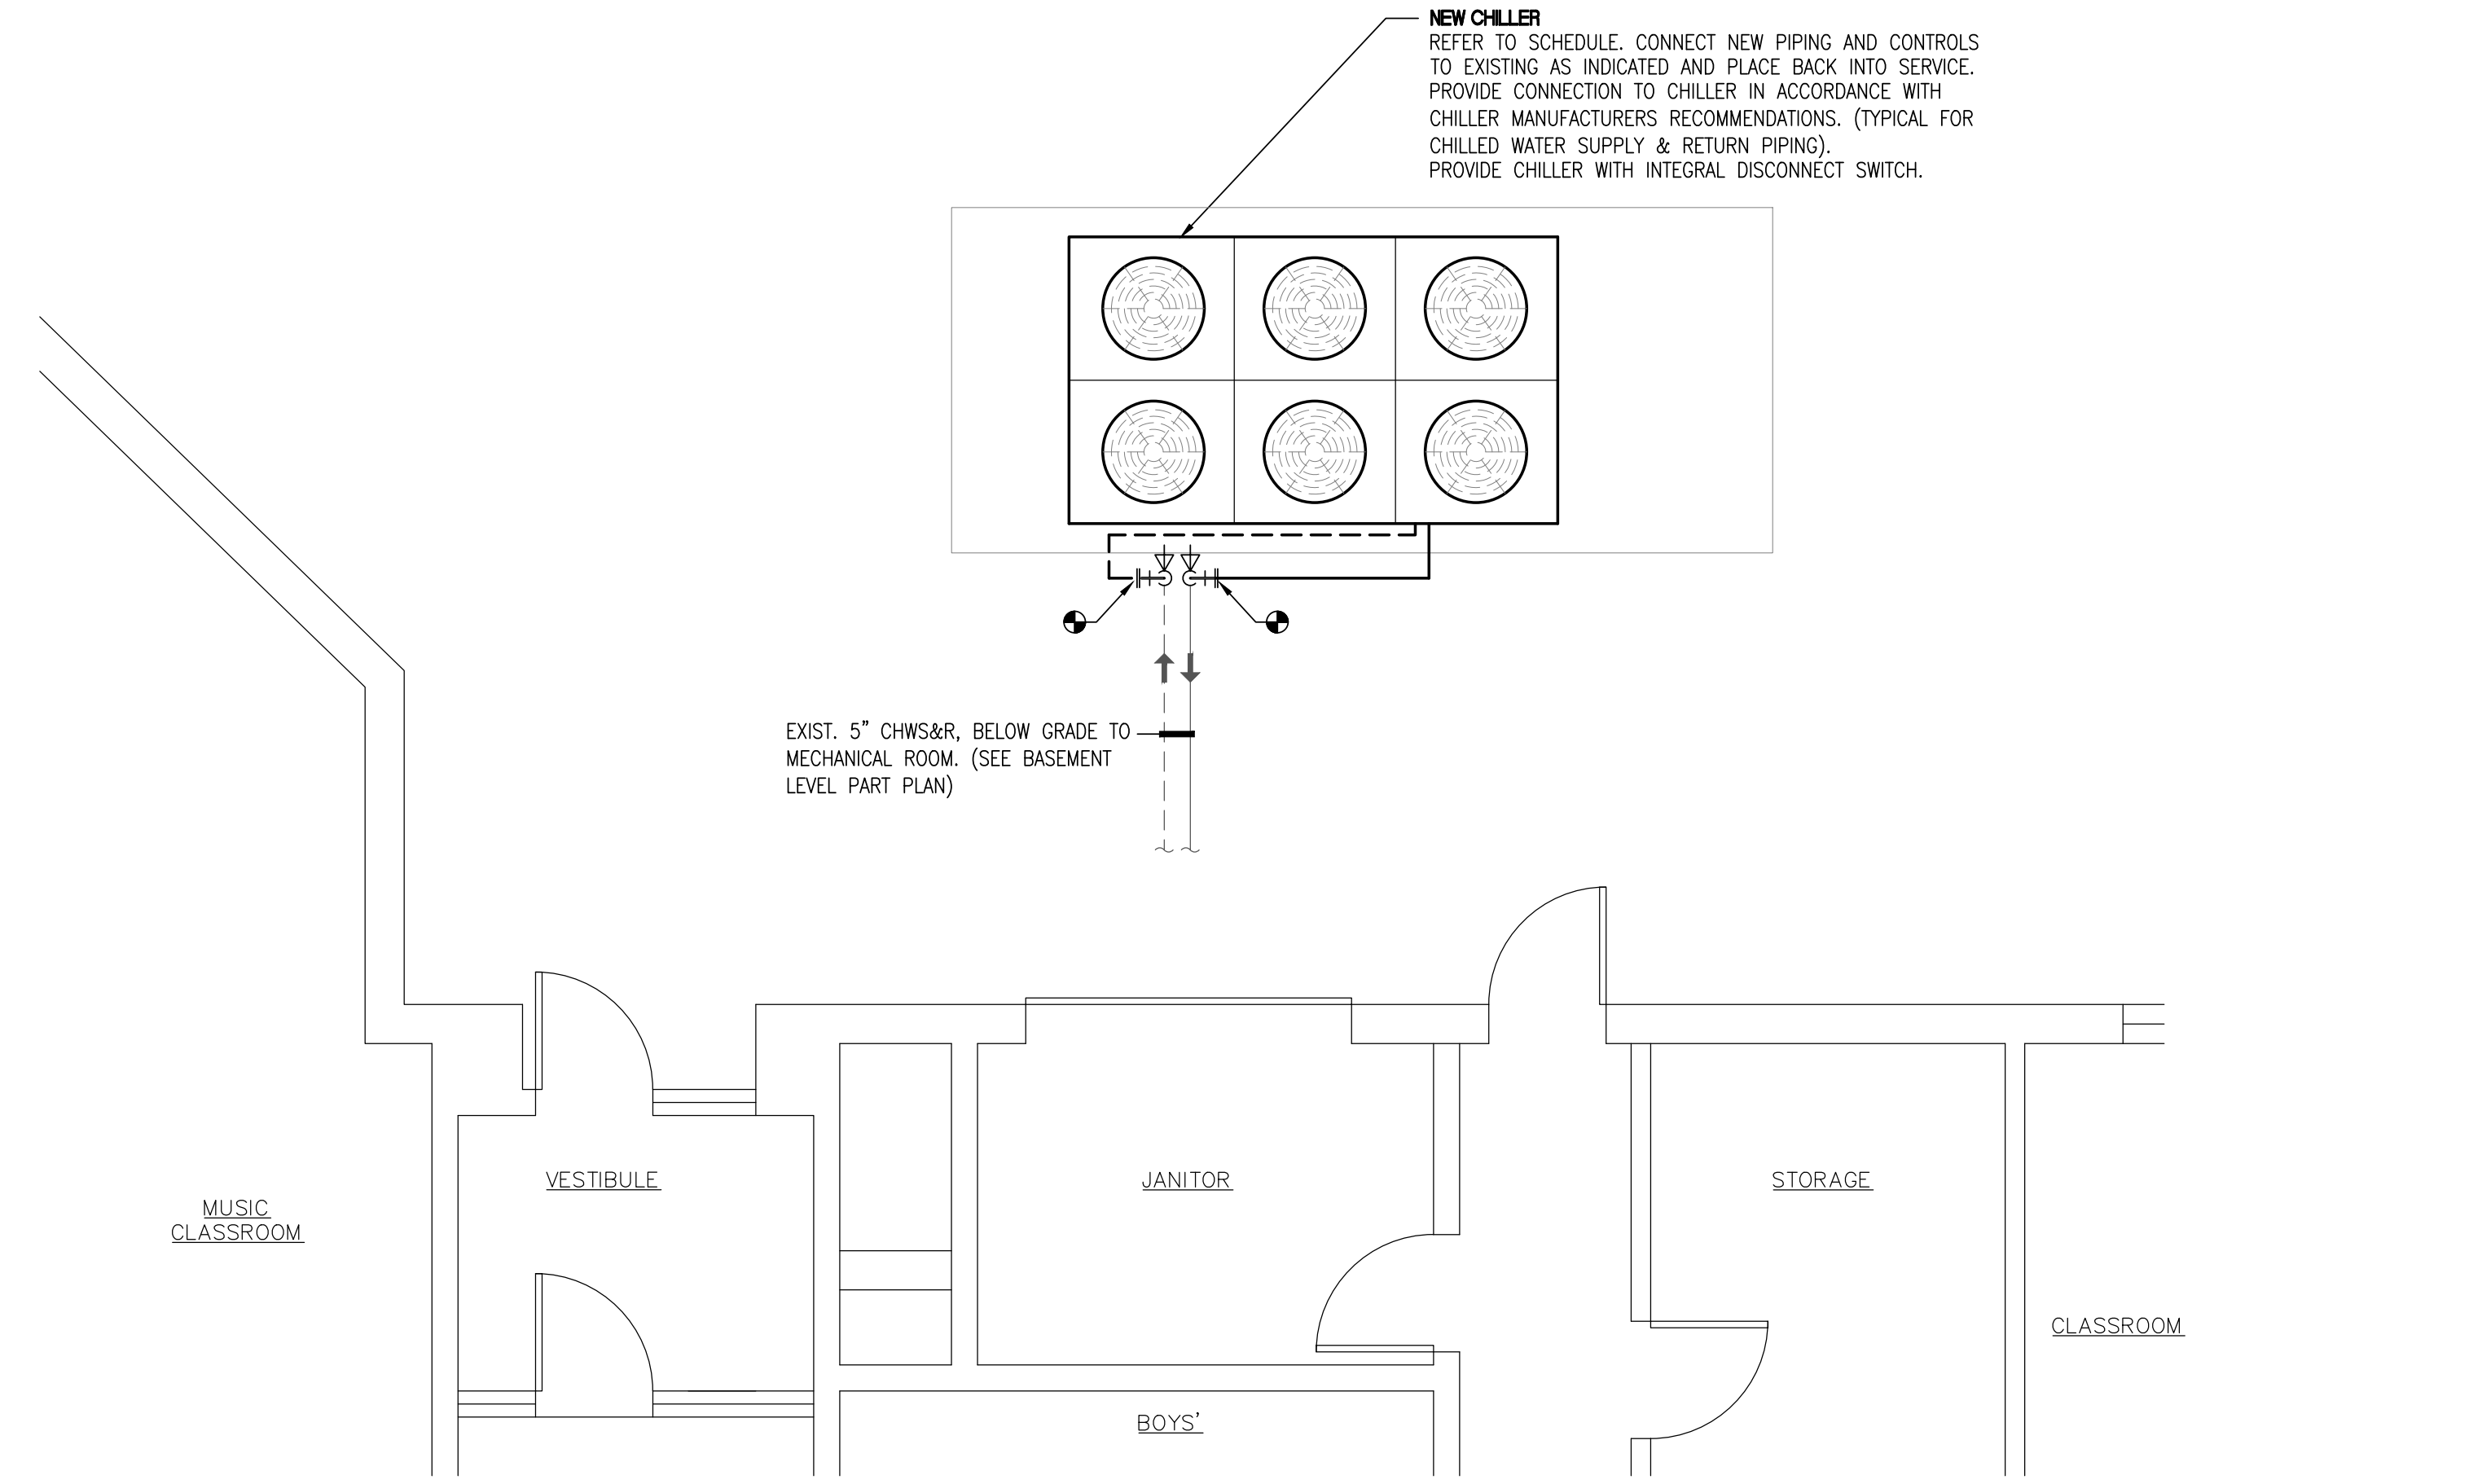 NEW CHILLER
REFER TO SCHEDULE. CONNECT NEW PIPING AND CONTROLS
TO EXISTING AS INDICATED AND PLACE BACK INTO SERVICE.
PROVIDE CONNECTION TO CHILLER IN ACCORDANCE WITH
CHILLER MANUFACTURERS RECOMMENDATIONS. (TYPICAL FOR
CHILLED WATER SUPPLY & RETURN PIPING).
PROVIDE CHILLER WITH INTEGRAL DISCONNECT SWITCH.
EXIST. 5” CHWS&R, BELOW GRADE TO
MECHANICAL ROOM. (SEE BASEMENT
LEVEL PART PLAN)
VESTIBULE
JANITOR
STORAGE
MUSIC
CLASSROOM
CLASSROOM
BOYS'